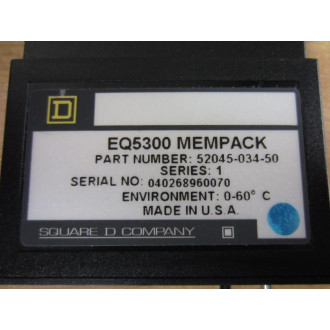 D
EQ5300 MEMPACK
PART NUMBER: 52045-034-50
SERIES: 1
SERIAL NO: 040268960070
ENVIRONMENT: 0-60° C
MADE IN U.S.A.
SQUARE D COMPANY